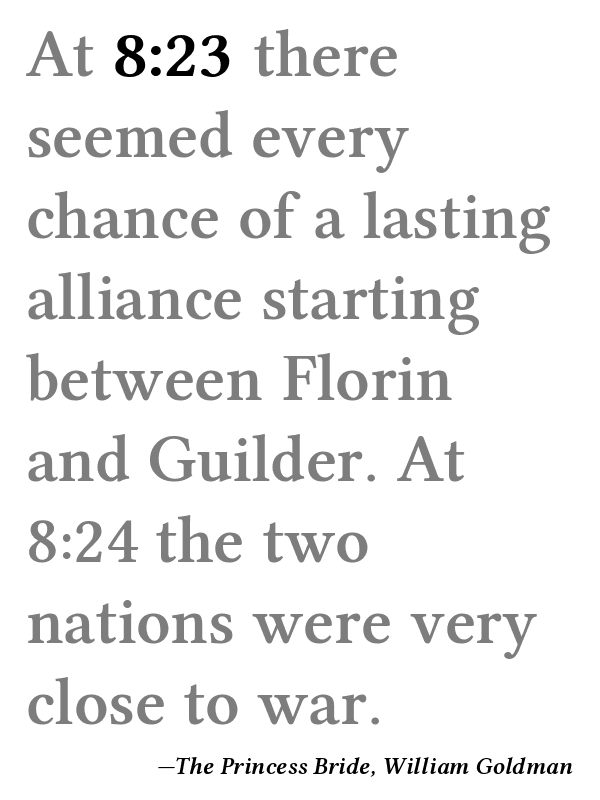 At 8:23 there
seemed every
chance of a lasting
alliance starting
between Florin
and Guilder. At
8:24 the two
nations were very
close to war.
—The Princess Bride, William Goldman